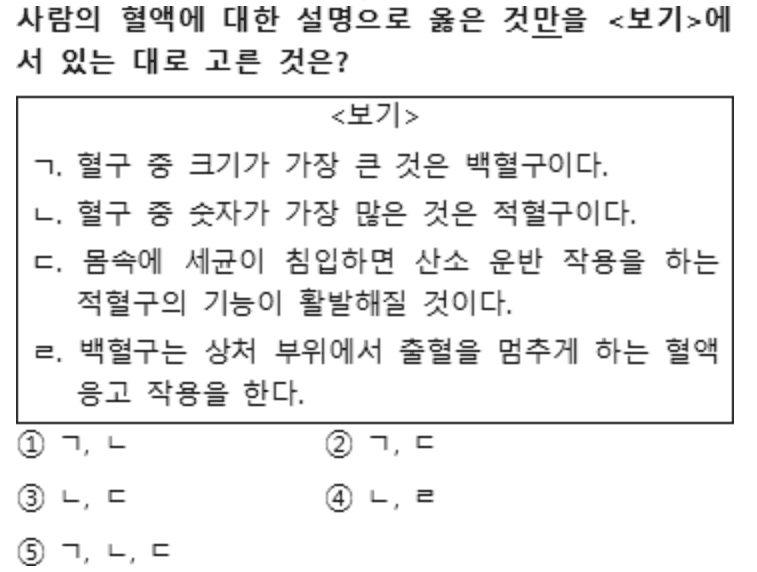 사람의 혈액에 대한 설명으로 옳은 것만을 <보기>에
서 있는 대로 고른 것은?
<보기>
ㄱ. 혈구 중 크기가 가장 큰 것은 백혈구이다.
ㄴ. 혈구 중 숫자가 가장 많은 것은 적혈구이다.
ㄷ. 몸속에 세균이 침입하면 산소 운반 작용을 하는
적혈구의 기능이 활발해질 것이다.
ㄹ. 백혈구는 상처 부위에서 출혈을 멈추게 하는 혈액
응고 작용을 한다.
① ㄱ, ㄴ ② ㄱ, ㄷ
③ ㄴ, ㄷ ④ ㄴ, ㄹ
⑤ ㄱ, ㄴ, ㄷ